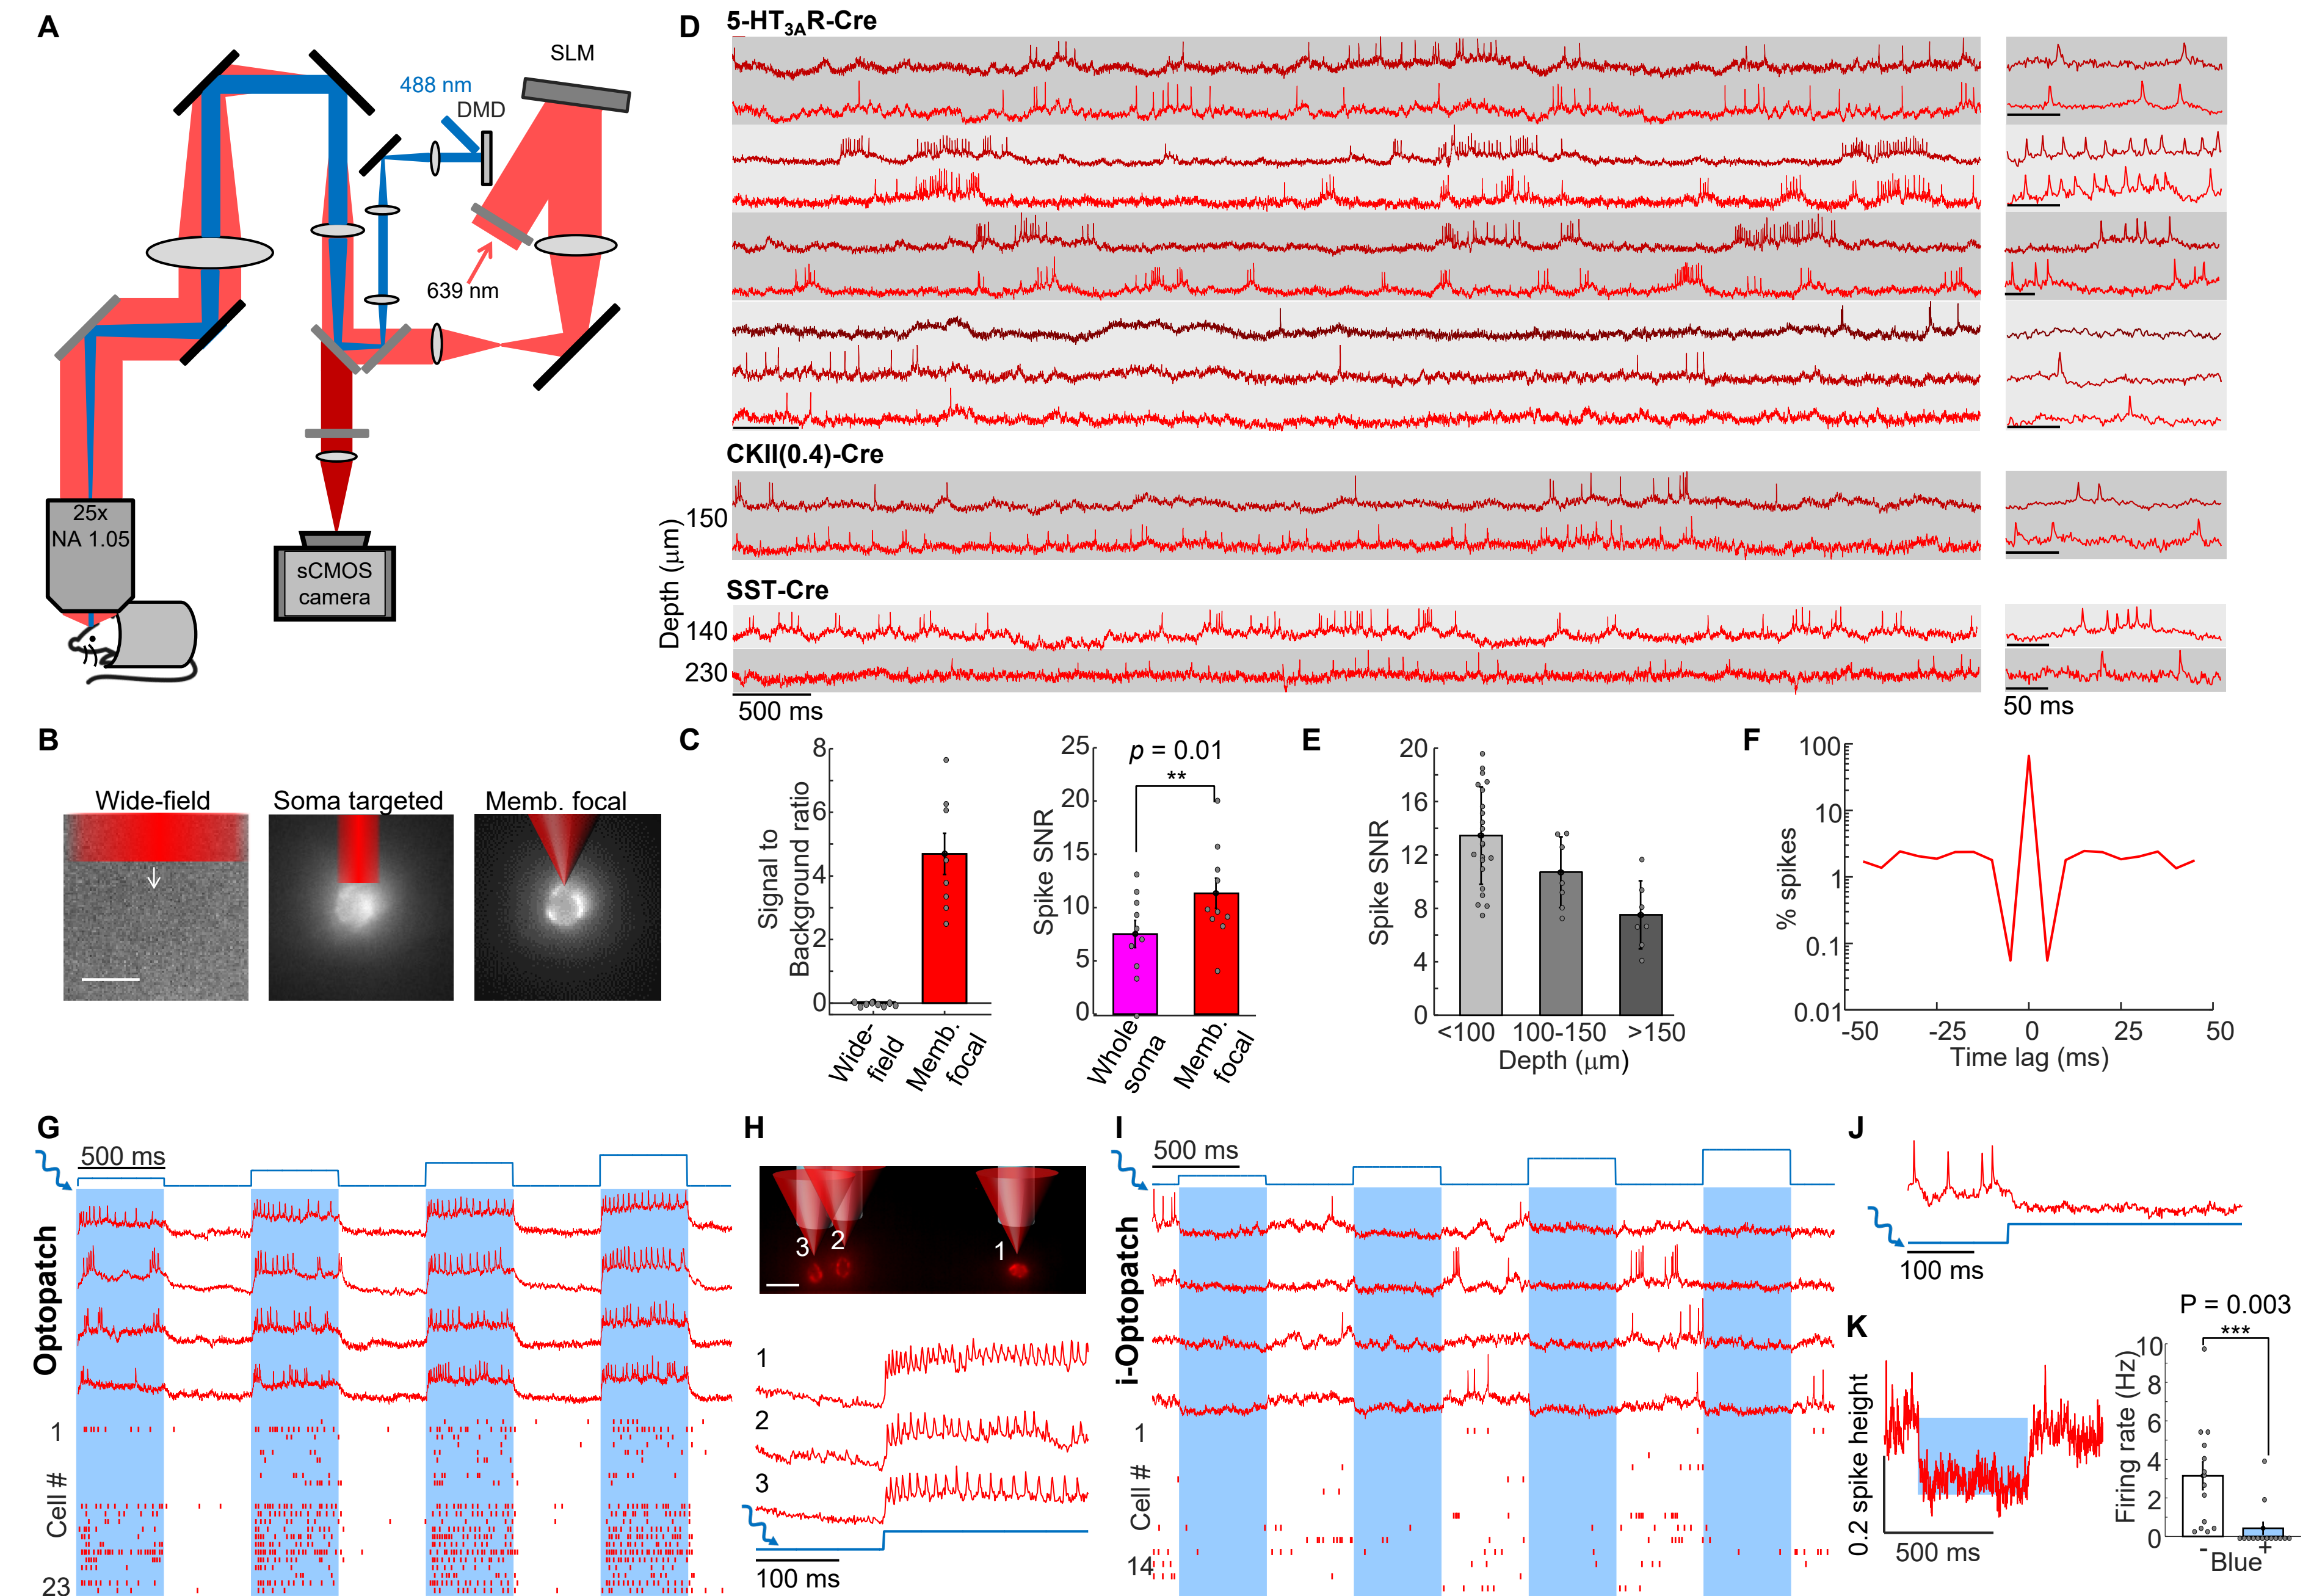 A
SLM
488 nm
DMD
639 nm
25x
NA 1.05
sCMOS
camera
D
5-HT3AR-Cre
CKII(0.4)-Cre
150
Depth (μm)
SST-Cre
140
230
500 ms
50 ms
B
Wide-field
Soma targeted
Memb. focal
C
Signal to
Background ratio
8
6
4
2
0
Wide-
field
Memb.
focal
Spike SNR
25
20
15
10
5
0
p = 0.01
**
Whole
soma
Memb.
focal
E
Spike SNR
20
16
12
8
4
0
<100
100-150
>150
Depth (μm)
F
% spikes
100
10
1
0.1
0.01
-50
-25
0
25
50
Time lag (ms)
G
500 ms
Optopatch
1
Cell #
23
H
3
2
1
1
2
3
100 ms
I
500 ms
i-Optopatch
1
Cell #
14
J
100 ms
K
0.2 spike height
500 ms
P = 0.003
***
Firing rate (Hz)
10
8
6
4
2
0
-
+
Blue